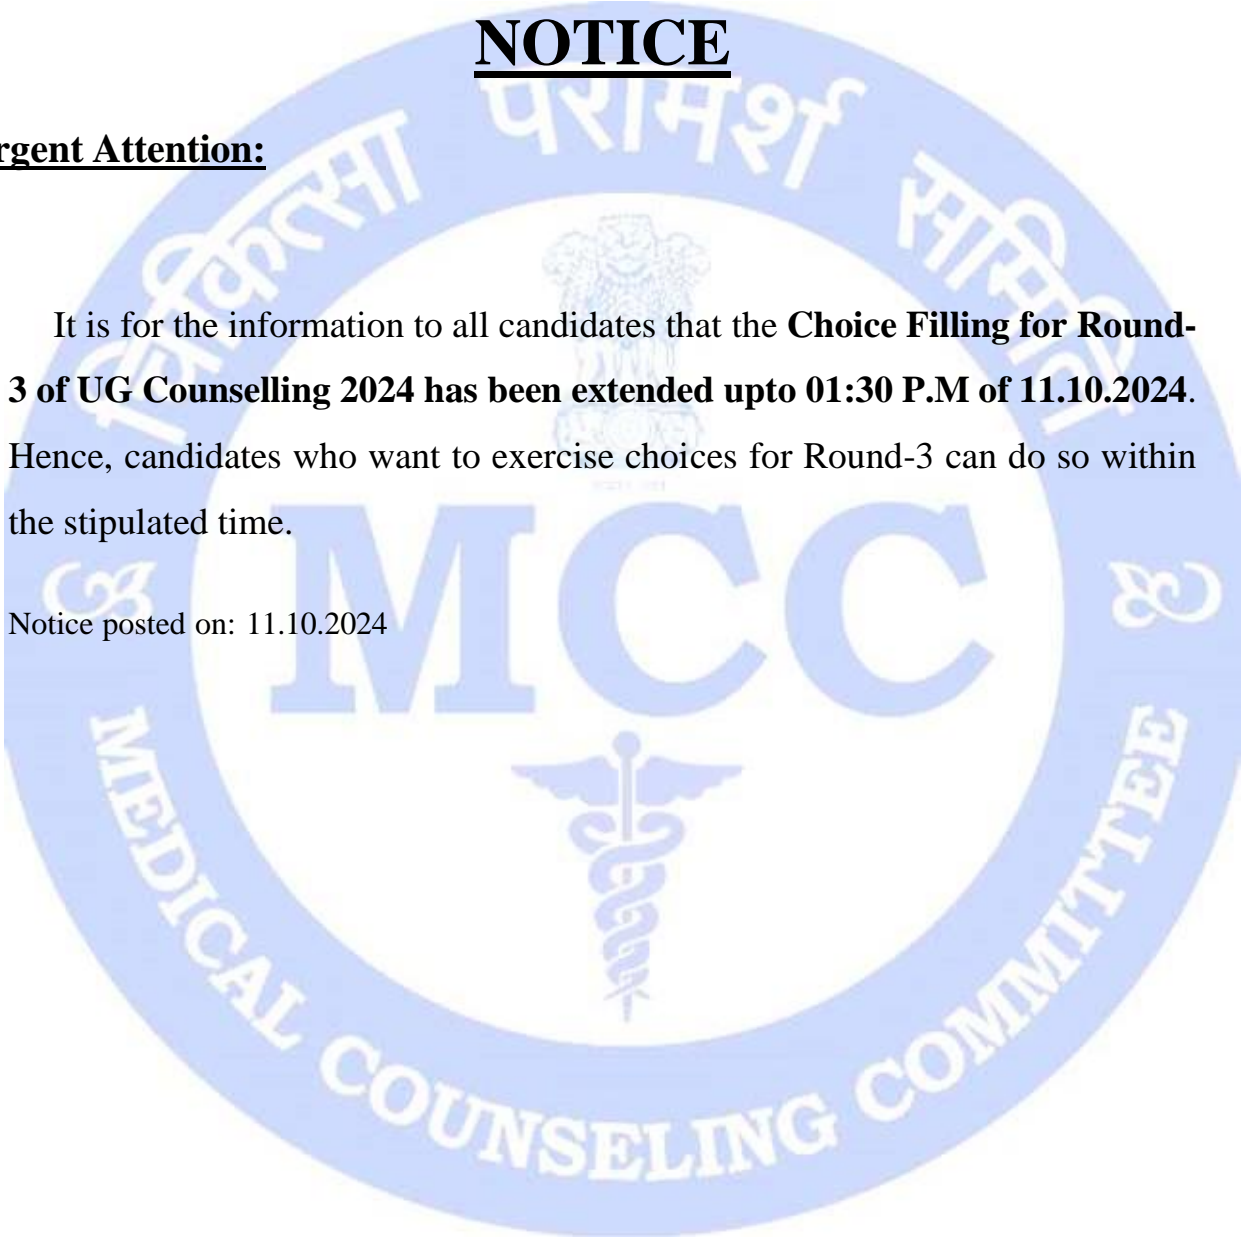 NOTICE
rgent Attention:
It is for the information to all candidates that the Choice Filling for Round-
3 of UG Counselling 2024 has been extended upto 01:30 P.M of 11.10.2024.
Hence, candidates who want to exercise choices for Round-3 can do so within
the stipulated time.
Notice posted on: 11.10.2024
चिकित्सा परामर्श समिति
MCC
MEDICAL COUNSELING COMMITTEE